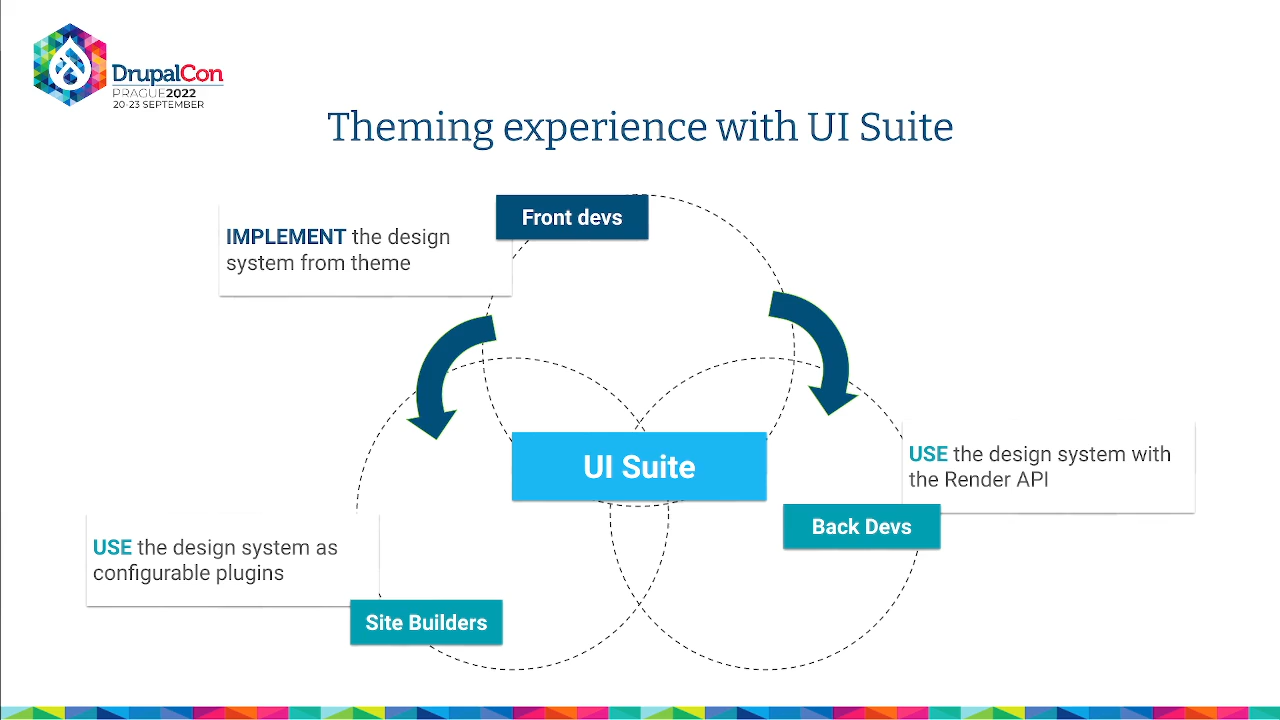 DrupalCon
PRAGUE2022
20-23 SEPTEMBER
Theming experience with UI Suite
Front devs
IMPLEMENT the design
system from theme
UI Suite
USE the design system with
the Render API
Back Devs
USE the design system as
configurable plugins
Site Builders